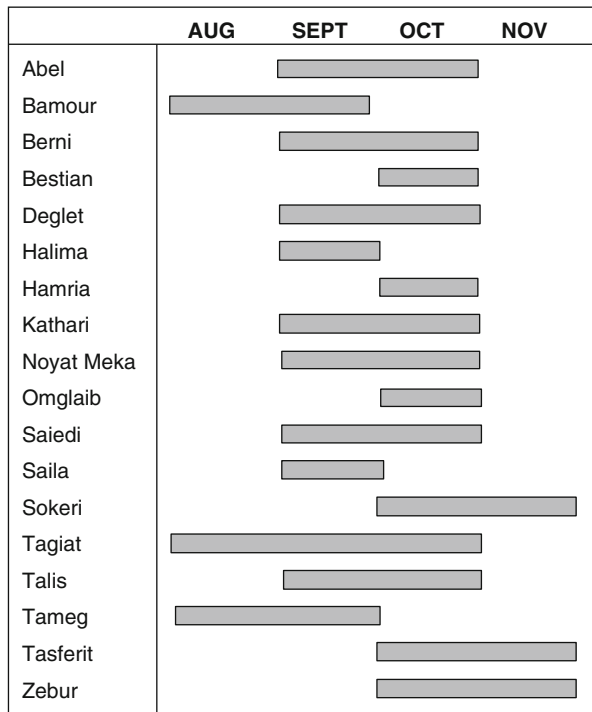 AUG SEPT OCT NOV
Abel
Bamour
Berni
Bestian
Deglet
Halima
Hamria
Kathari
Noyat Meka
Omglaib
Saiedi
Saila
Sokeri
Tagiat
Talis
Tameg
Tasferit
Zebur